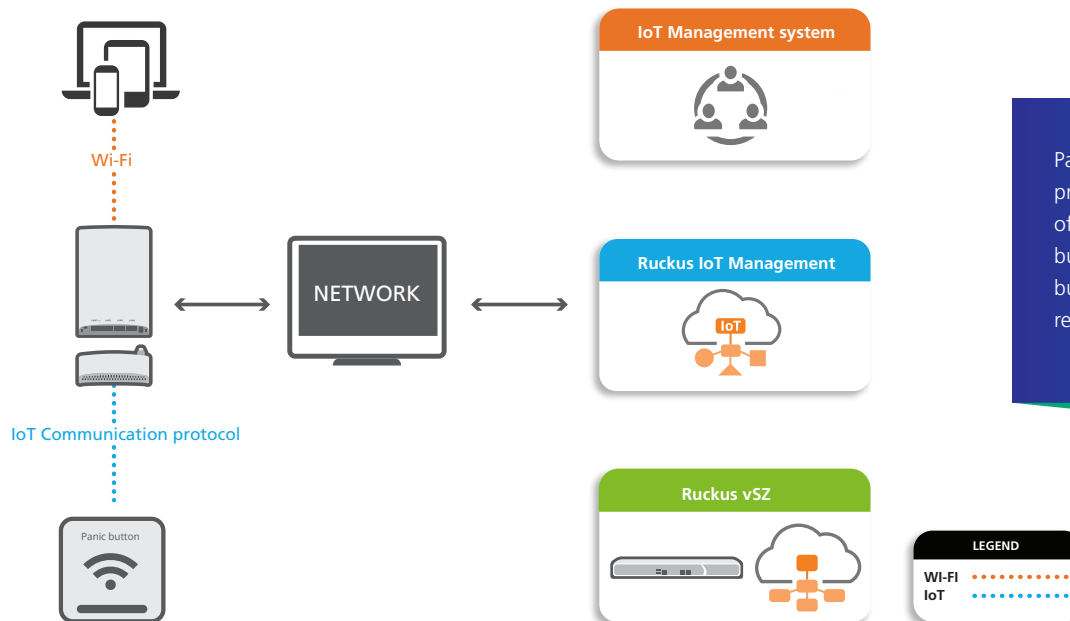 IoT Management system
Wi-Fi
NETWORK
Ruckus IoT Management
IoT
IoT Communication protocol
Panic button
Ruckus vSZ
LEGEND
WI-FI
IoT
of